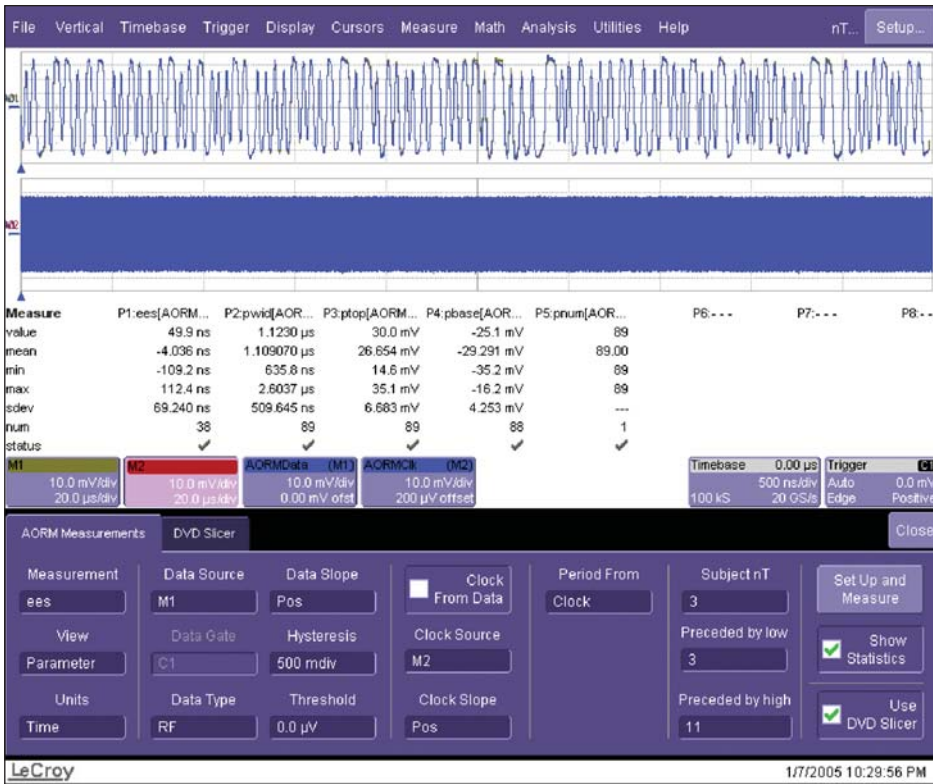 File Vertical Timebase Trigger Display Cursors Measure Math Analysis Utilities Help nT... Setup...
Measure P1:ees[AORM... P2:pwid[AOR... P3:ptop[AORM... P4:pbase[AOR... P5:pnum[AOR... P6:- - - P7:- - - P8:- -
value 49.9 ns 1.1230 µs 30.0 mV -25.1 mV 89
mean -4.036 ns 1.109070 µs 26.654 mV -29.291 mV 89.00
min -109.2 ns 635.8 ns 14.6 mV -35.2 mV 89
max 112.4 ns 2.6037 µs 35.1 mV -16.2 mV 89
sdev 69.240 ns 509.645 ns 6.683 mV 4.253 mV ---
num 38 89 89 88 1
status
M1 M2 AORMData (M1) AORMClk (M2) Timebase 0.00 µs Trigger C1
10.0 mV/div 10.0 mV/div 10.0 mV/div 10.0 mV/div 500 ns/div Auto 0.0 mV
20.0 µs/div 20.0 µs/div 0.00 mV ofst 200 µV offset 100 kS 20 GS/s Edge Positive
AORM Measurements DVD Slicer Close
Measurement Data Source Data Slope Clock From Data Period From Subject nT Set Up and Measure
ees M1 Pos Clock 3
View Data Gate Hysteresis Clock Source Preceded by low Show Statistics
Parameter C1 500 mdiv M2 3
Units Data Type Threshold Clock Slope Preceded by high Use DVD Slicer
Time RF 0.0 µV Pos 11
LeCroy 1/7/2005 10:29:56 PM